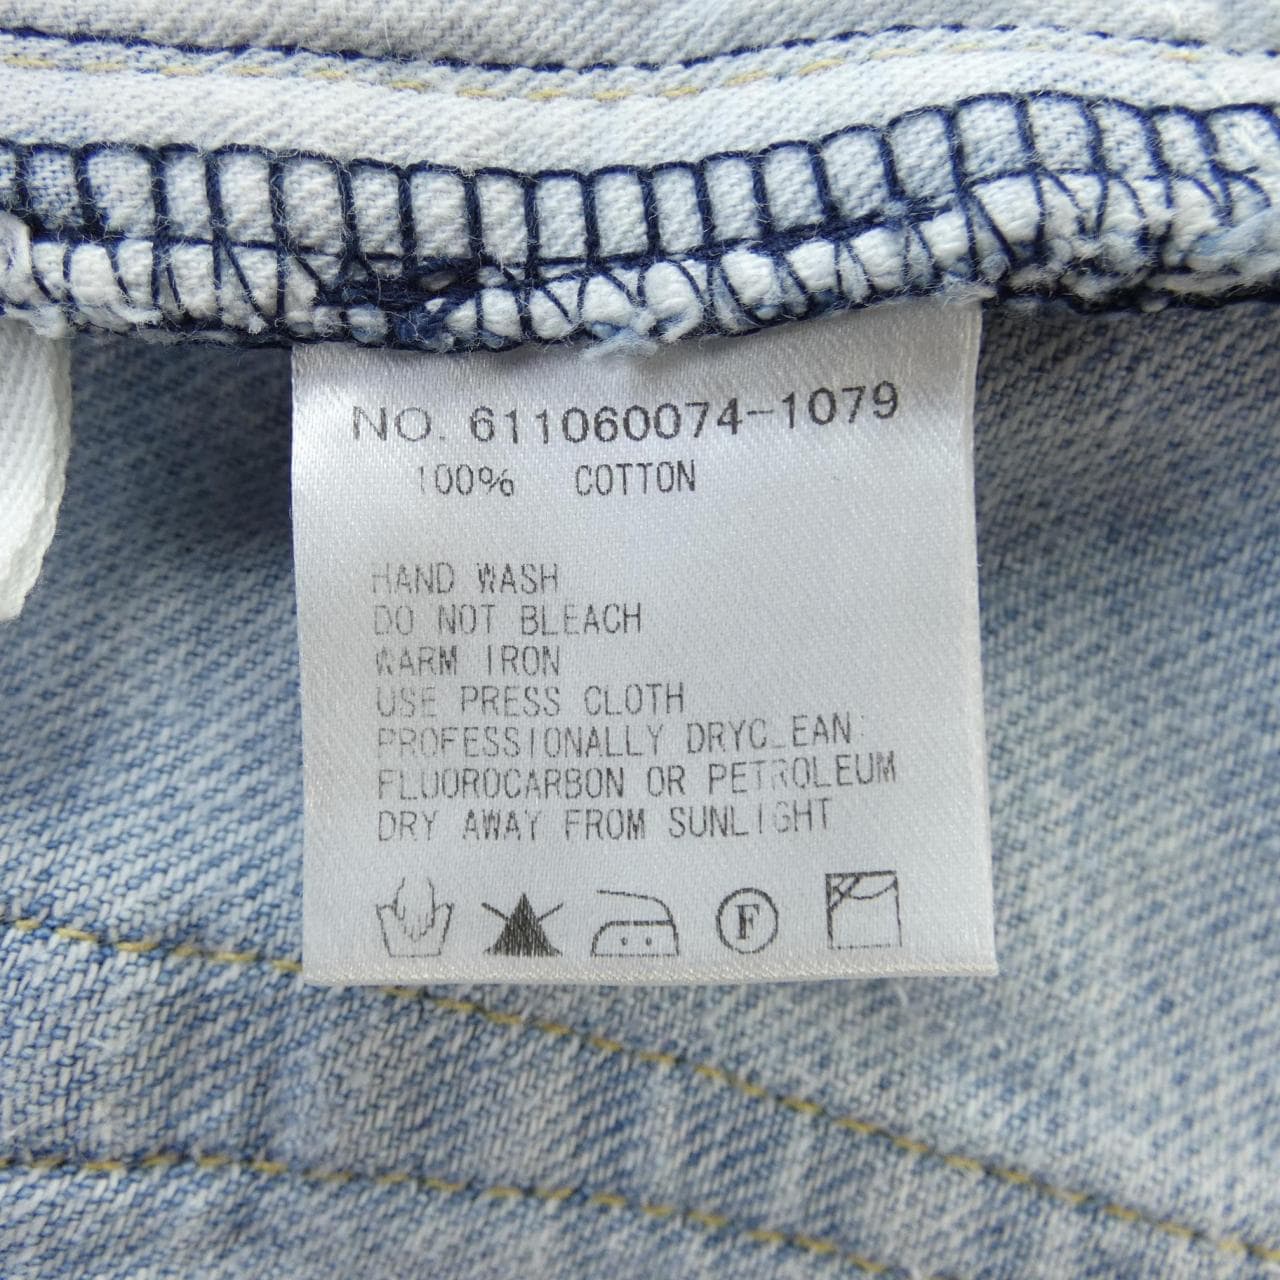 NO. 611060074-1079
100% COTTON
HAND WASH
DO NOT BLEACH
WARM IRON
USE PRESS CLOTH
PROFESSIONALLY DRYCLEAN
FLUOROCARBON OR PETROLEUM
DRY AWAY FROM SUNLIGHT
F